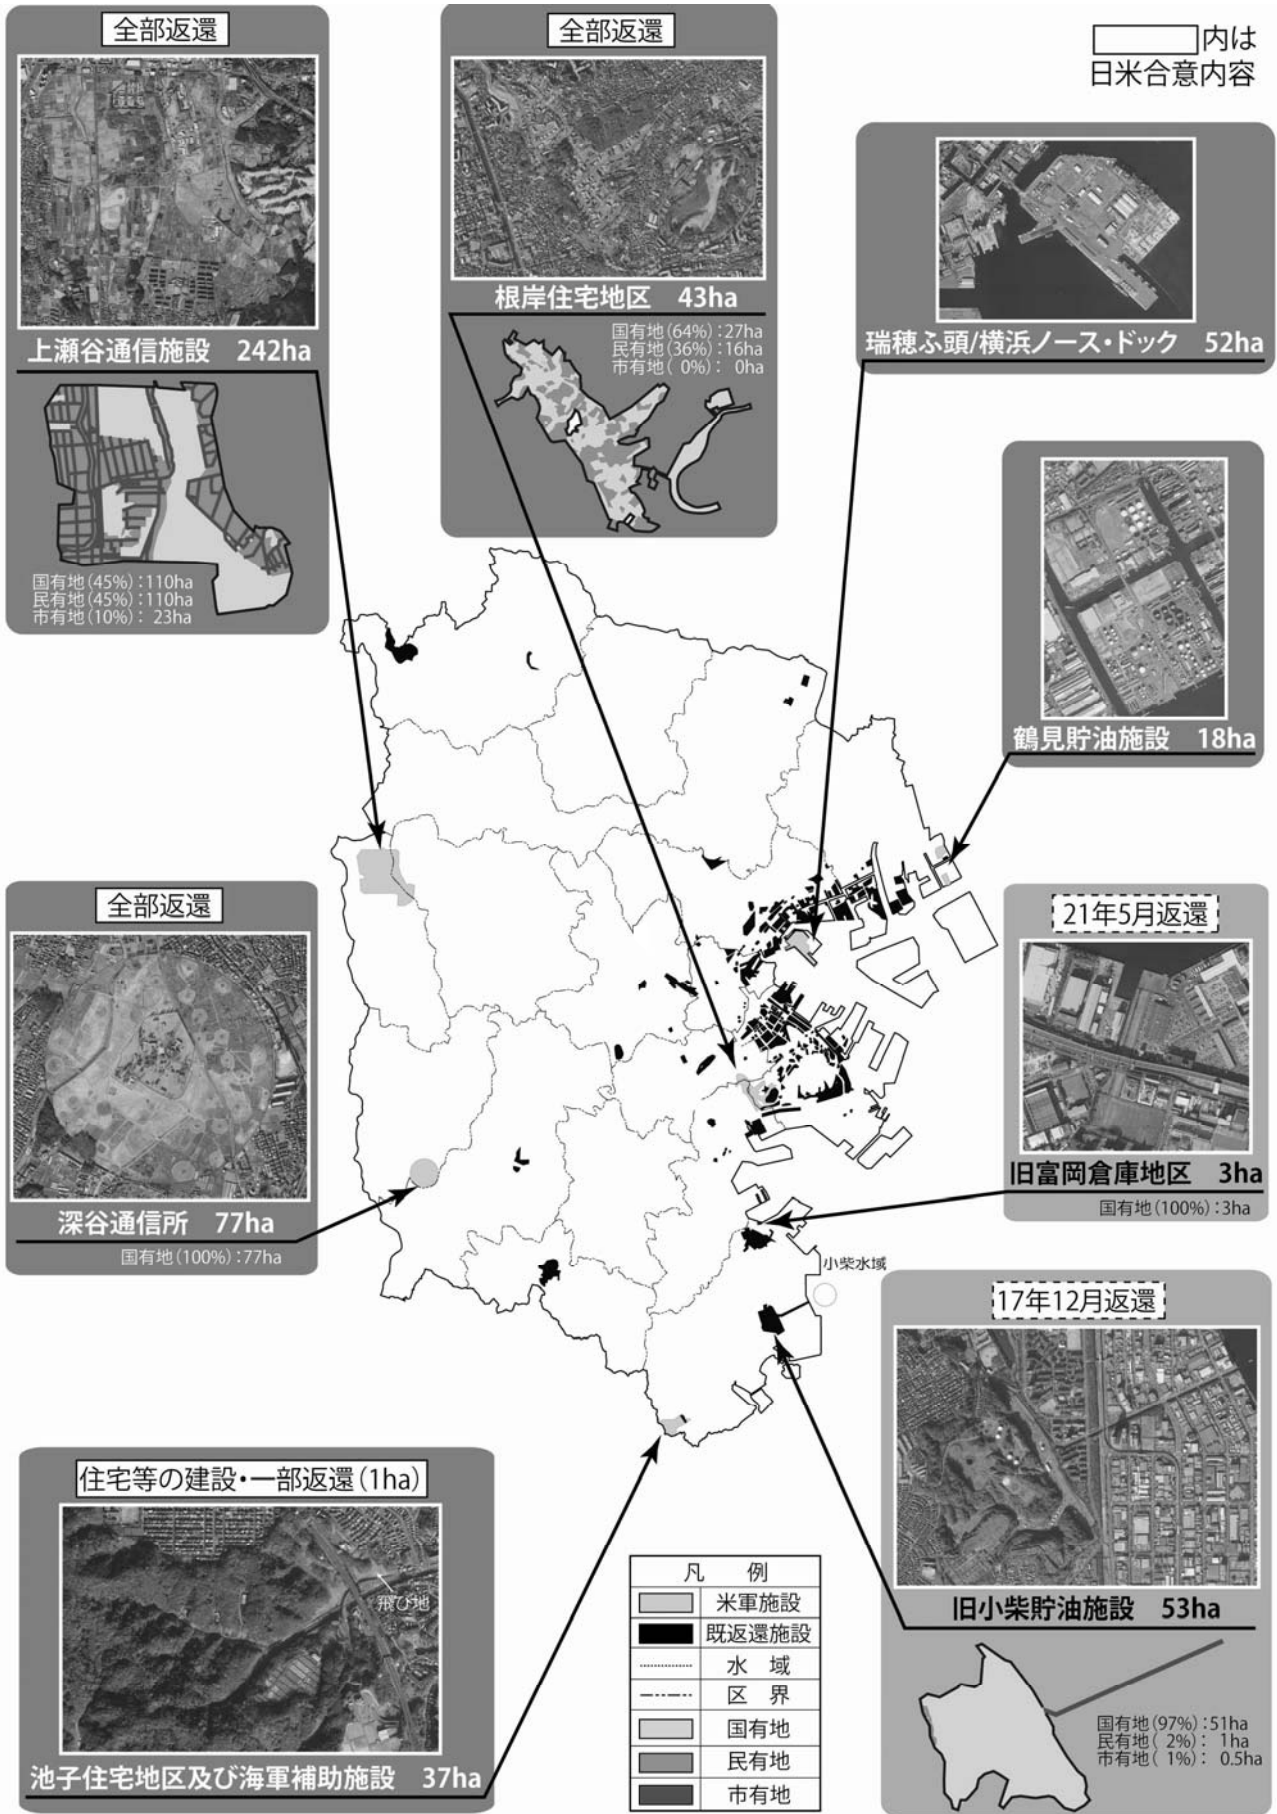 全部返還
上瀬谷通信施設 242ha
国有地(45%):110ha
民有地(45%):110ha
市有地(10%): 23ha
全部返還
根岸住宅地区 43ha
国有地(64%):27ha
民有地(36%):16ha
市有地( 0%): 0ha
内は
日米合意内容
瑞穂ふ頭/横浜ノース・ドック 52ha
鶴見貯油施設 18ha
全部返還
深谷通信所 77ha
国有地(100%):77ha
21年5月返還
旧富岡倉庫地区 3ha
国有地(100%):3ha
小柴水域
17年12月返還
旧小柴貯油施設 53ha
国有地(97%):51ha
民有地( 2%): 1ha
市有地( 1%): 0.5ha
住宅等の建設・一部返還(1ha)
飛び地
池子住宅地区及び海軍補助施設 37ha
凡 例
米軍施設
既返還施設
水 域
区 界
国有地
民有地
市有地